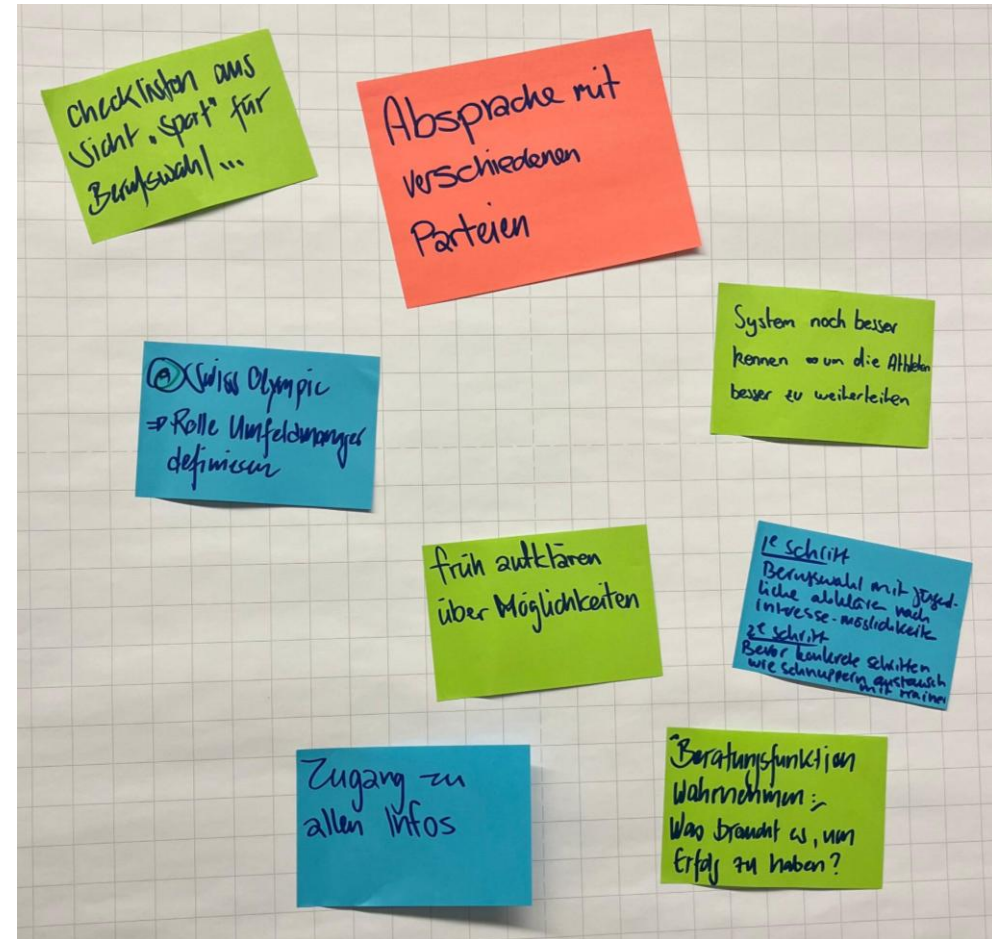 Checklisten aus
Sicht "Sport" für
Berufswahl ...
Absprache mit
verschiedenen
Parteien
System noch besser
kennen ⇒ um die Athleten
besser zu weiterleiten
A Swiss Olympic
⇒ Rolle Umfeldmanger
definieren
früh aufklären
über Möglichkeiten
1e schritt
Berufswahl mit jugend-
liche abklären nach
Interesse-möglichkeite
2e schritt
Bevor konkrete schritten
wie schnuppern austausch
mit trainer
Zugang zu
allen Infos
Beratungsfunktion
wahrnehmen:
Was braucht es, um
Erfolg zu haben?